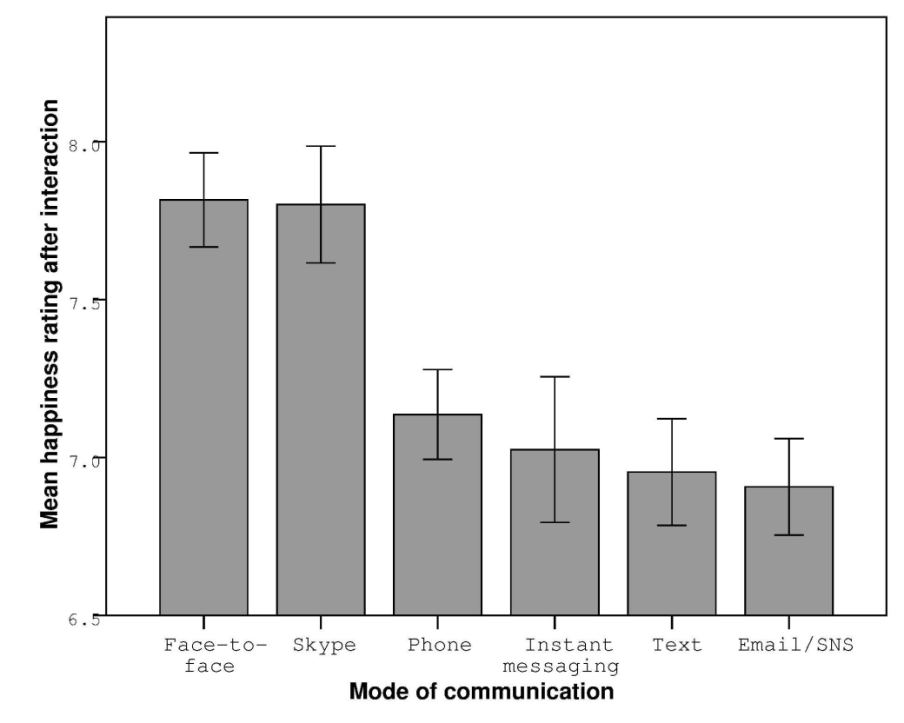 Mean happiness rating after interaction
8.0
7.5
7.0
6.5
Face-to-
face
Skype
Phone
Instant
messaging
Text
Email/SNS
Mode of communication